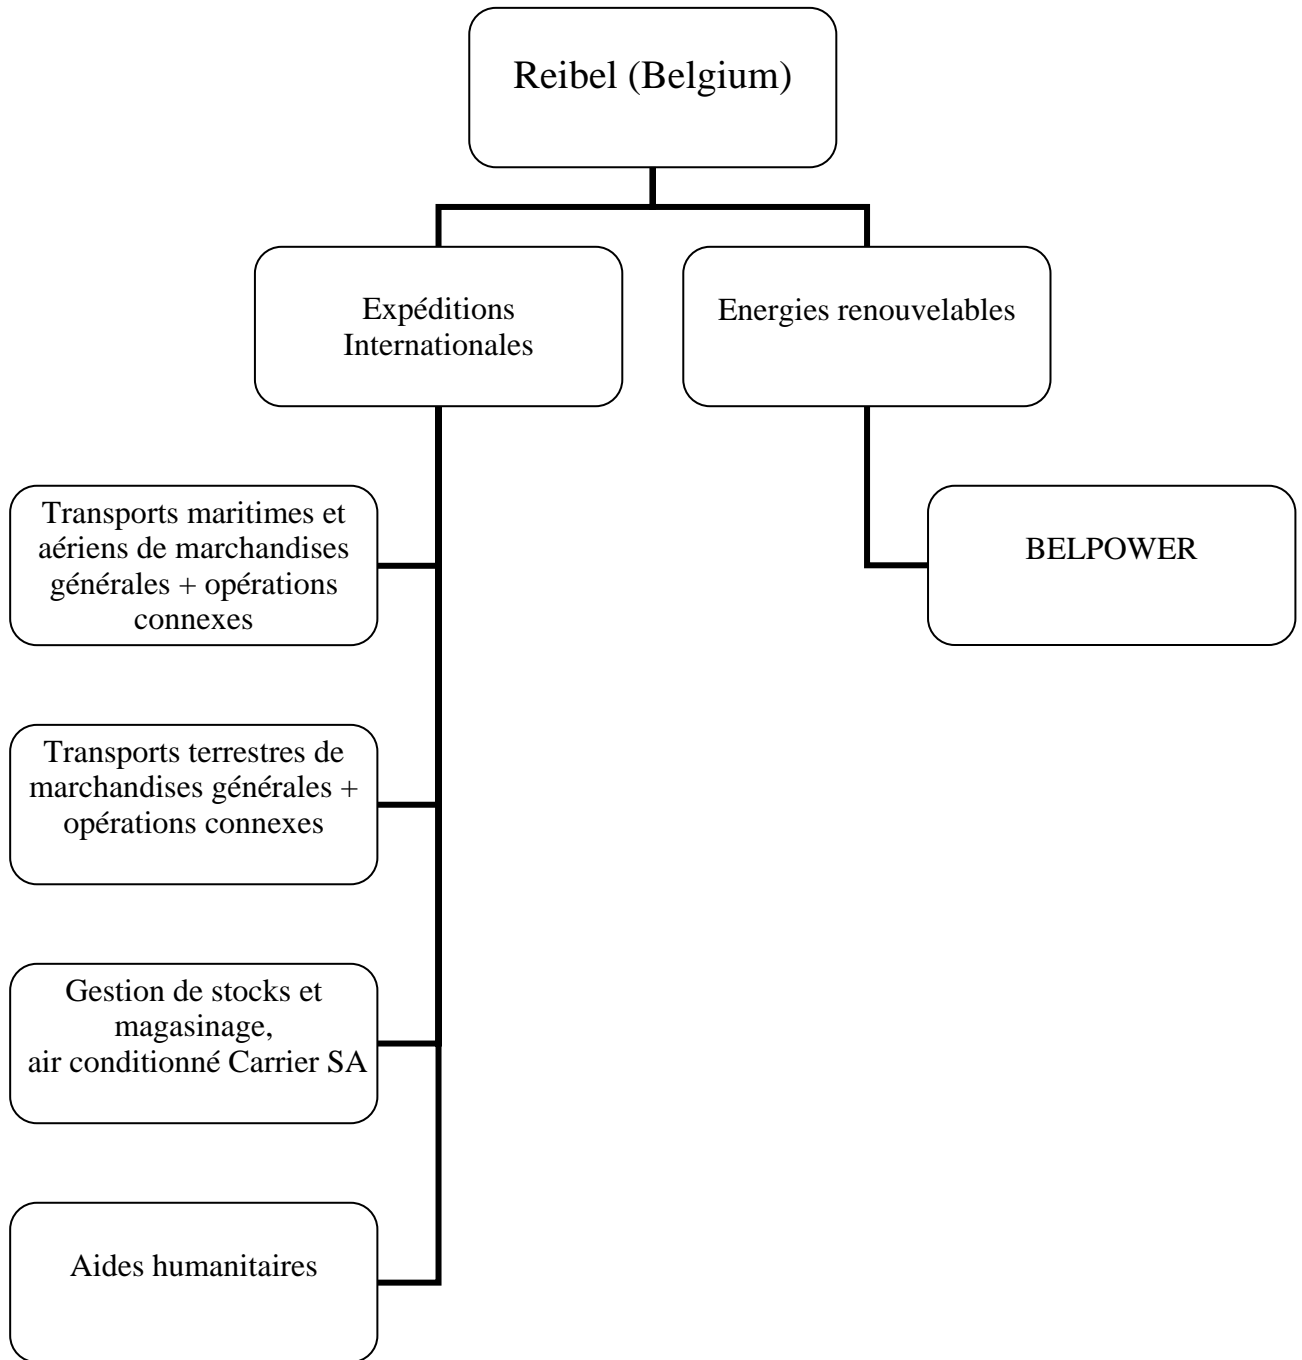 Reibel (Belgium)
Expéditions
Internationales
Energies renouvelables
Transports maritimes et
aériens de marchandises
générales + opérations
connexes
BELPOWER
Transports terrestres de
marchandises générales +
opérations connexes
Gestion de stocks et
magasinage,
air conditionné Carrier SA
Aides humanitaires